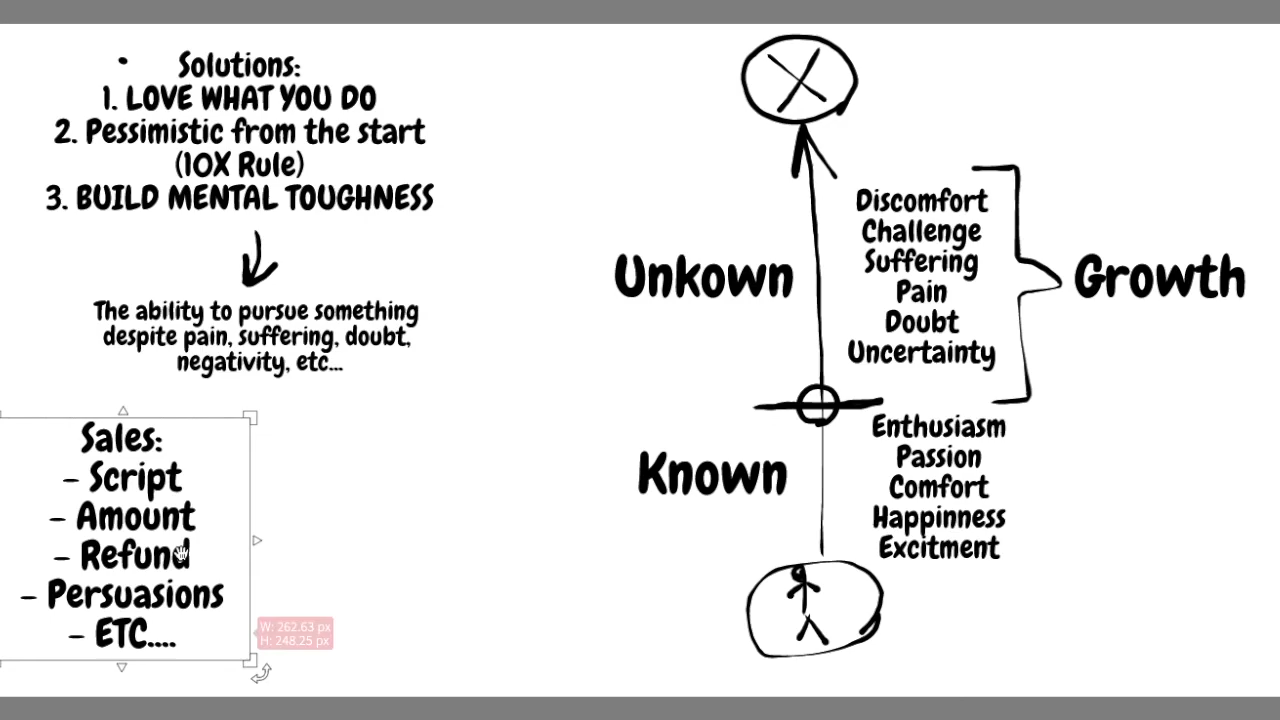 • Solutions:
1. LOVE WHAT YOU DO
2. Pessimistic from the start
(10X Rule)
3. BUILD MENTAL TOUGHNESS
The ability to pursue something
despite pain, suffering, doubt,
negativity, etc...
Sales:
- Script
- Amount
- Refund
- Persuasions
- ETC....
W: 262.63 px
H: 248.25 px
X
Unkown
Discomfort
Challenge
Suffering
Pain
Doubt
Uncertainty
Growth
Known
Enthusiasm
Passion
Comfort
Happinness
Excitment